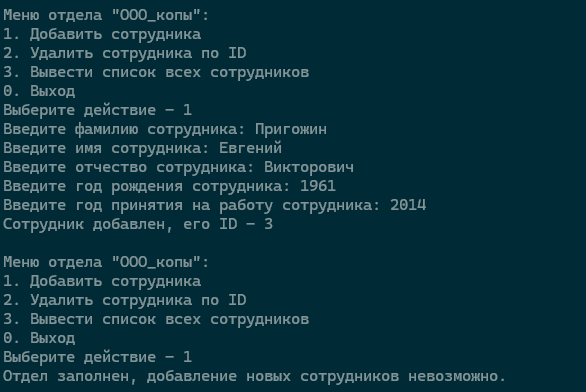 Меню отдела "ООО_копы":
1. Добавить сотрудника
2. Удалить сотрудника по ID
3. Вывести список всех сотрудников
0. Выход
Выберите действие – 1
Введите фамилию сотрудника: Пригожин
Введите имя сотрудника: Евгений
Введите отчество сотрудника: Викторович
Введите год рождения сотрудника: 1961
Введите год принятия на работу сотрудника: 2014
Сотрудник добавлен, его ID – 3
Меню отдела "ООО_копы":
1. Добавить сотрудника
2. Удалить сотрудника по ID
3. Вывести список всех сотрудников
0. Выход
Выберите действие – 1
Отдел заполнен, добавление новых сотрудников невозможно.